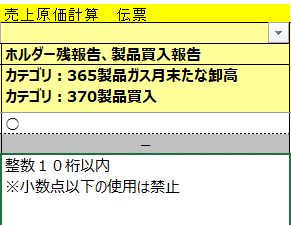 売上原価計算　伝票
ホルダー残報告、製品買入報告
カテゴリ：365製品ガス月末たな卸高
カテゴリ：370製品買入
○
－
整数１０桁以内
※小数点以下の使用は禁止